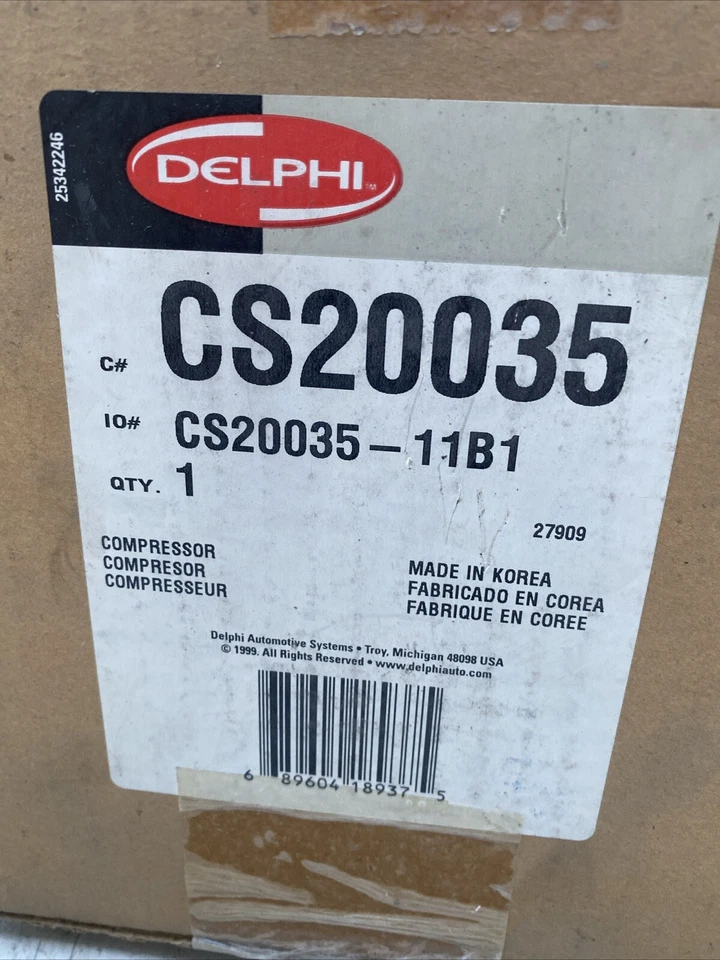 25342246
DELPHI™
C# CS20035
IO# CS20035-11B1
QTY. 1
27909
COMPRESSOR
COMPRESOR
COMPRESSEUR
MADE IN KOREA
FABRICADO EN COREA
FABRIQUE EN COREE
Delphi Automotive Systems • Troy, Michigan 48098 USA
© 1999. All Rights Reserved • www.delphiauto.com
6 89604 18937 5